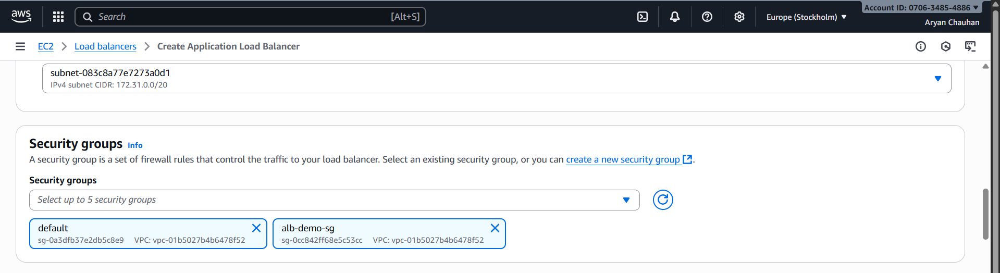 aws
Search [Alt+S]
Europe (Stockholm)
Account ID: 0706-3485-4886
Aryan Chauhan
EC2 Load balancers Create Application Load Balancer
subnet-083c8a77e7273a0d1
IPv4 subnet CIDR: 172.31.0.0/20
Security groups Info
A security group is a set of firewall rules that control the traffic to your load balancer. Select an existing security group, or you can create a new security group.
Security groups
Select up to 5 security groups
default
sg-0a3dfb37e2db5c8e9 VPC: vpc-01b5027b4b6478f52
alb-demo-sg
sg-0cc842ff68e5c53cc VPC: vpc-01b5027b4b6478f52